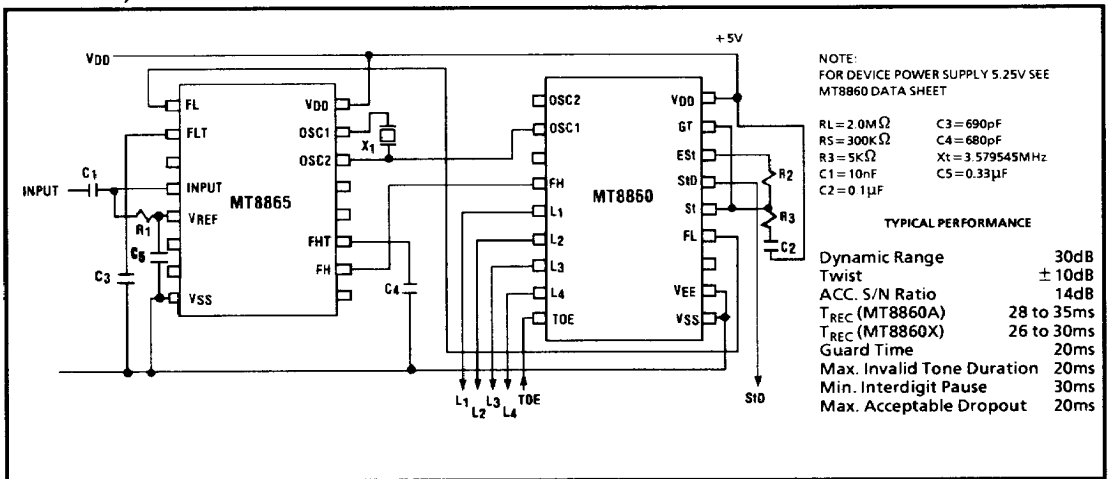 +5V
VDD
FL
FLT
INPUT
VREF
VSS
VDD
OSC1
OSC2
FHT
FH
MT8865
C1
INPUT
R1
C5
C3
X1
C4
OSC2
OSC1
FH
L1
L2
L3
L4
TOE
VDD
GT
ESt
StD
St
FL
VEE
VSS
MT8860
R2
R3
C2
L1
L2
L3
L4
TOE
StD
NOTE:
FOR DEVICE POWER SUPPLY 5.25V SEE
MT8860 DATA SHEET
RL=2.0MΩ C3=690pF
RS=300KΩ C4=680pF
R3=5KΩ Xt=3.579545MHz
C1=10nF C5=0.33µF
C2=0.1µF
TYPICAL PERFORMANCE
Dynamic Range 30dB
Twist ±10dB
ACC. S/N Ratio 14dB
TREC (MT8860A) 28 to 35ms
TREC (MT8860X) 26 to 30ms
Guard Time 20ms
Max. Invalid Tone Duration 20ms
Min. Interdigit Pause 30ms
Max. Acceptable Dropout 20ms